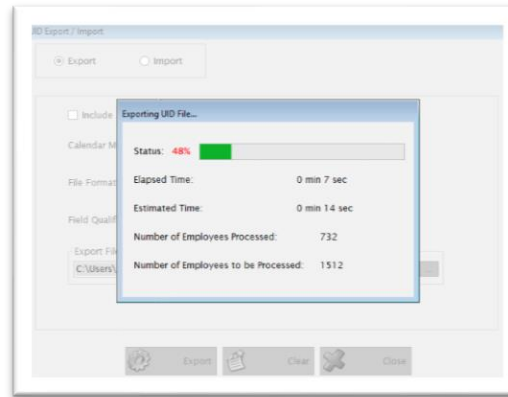 UID Export / Import
Export Import
Include
Exporting UID File...
Status: 48%
Calendar M
Elapsed Time: 0 min 7 sec
File Format
Estimated Time: 0 min 14 sec
Field Qualif
Number of Employees Processed: 732
Export File
Number of Employees to be Processed: 1512
C:\Users\
Export Clear Close